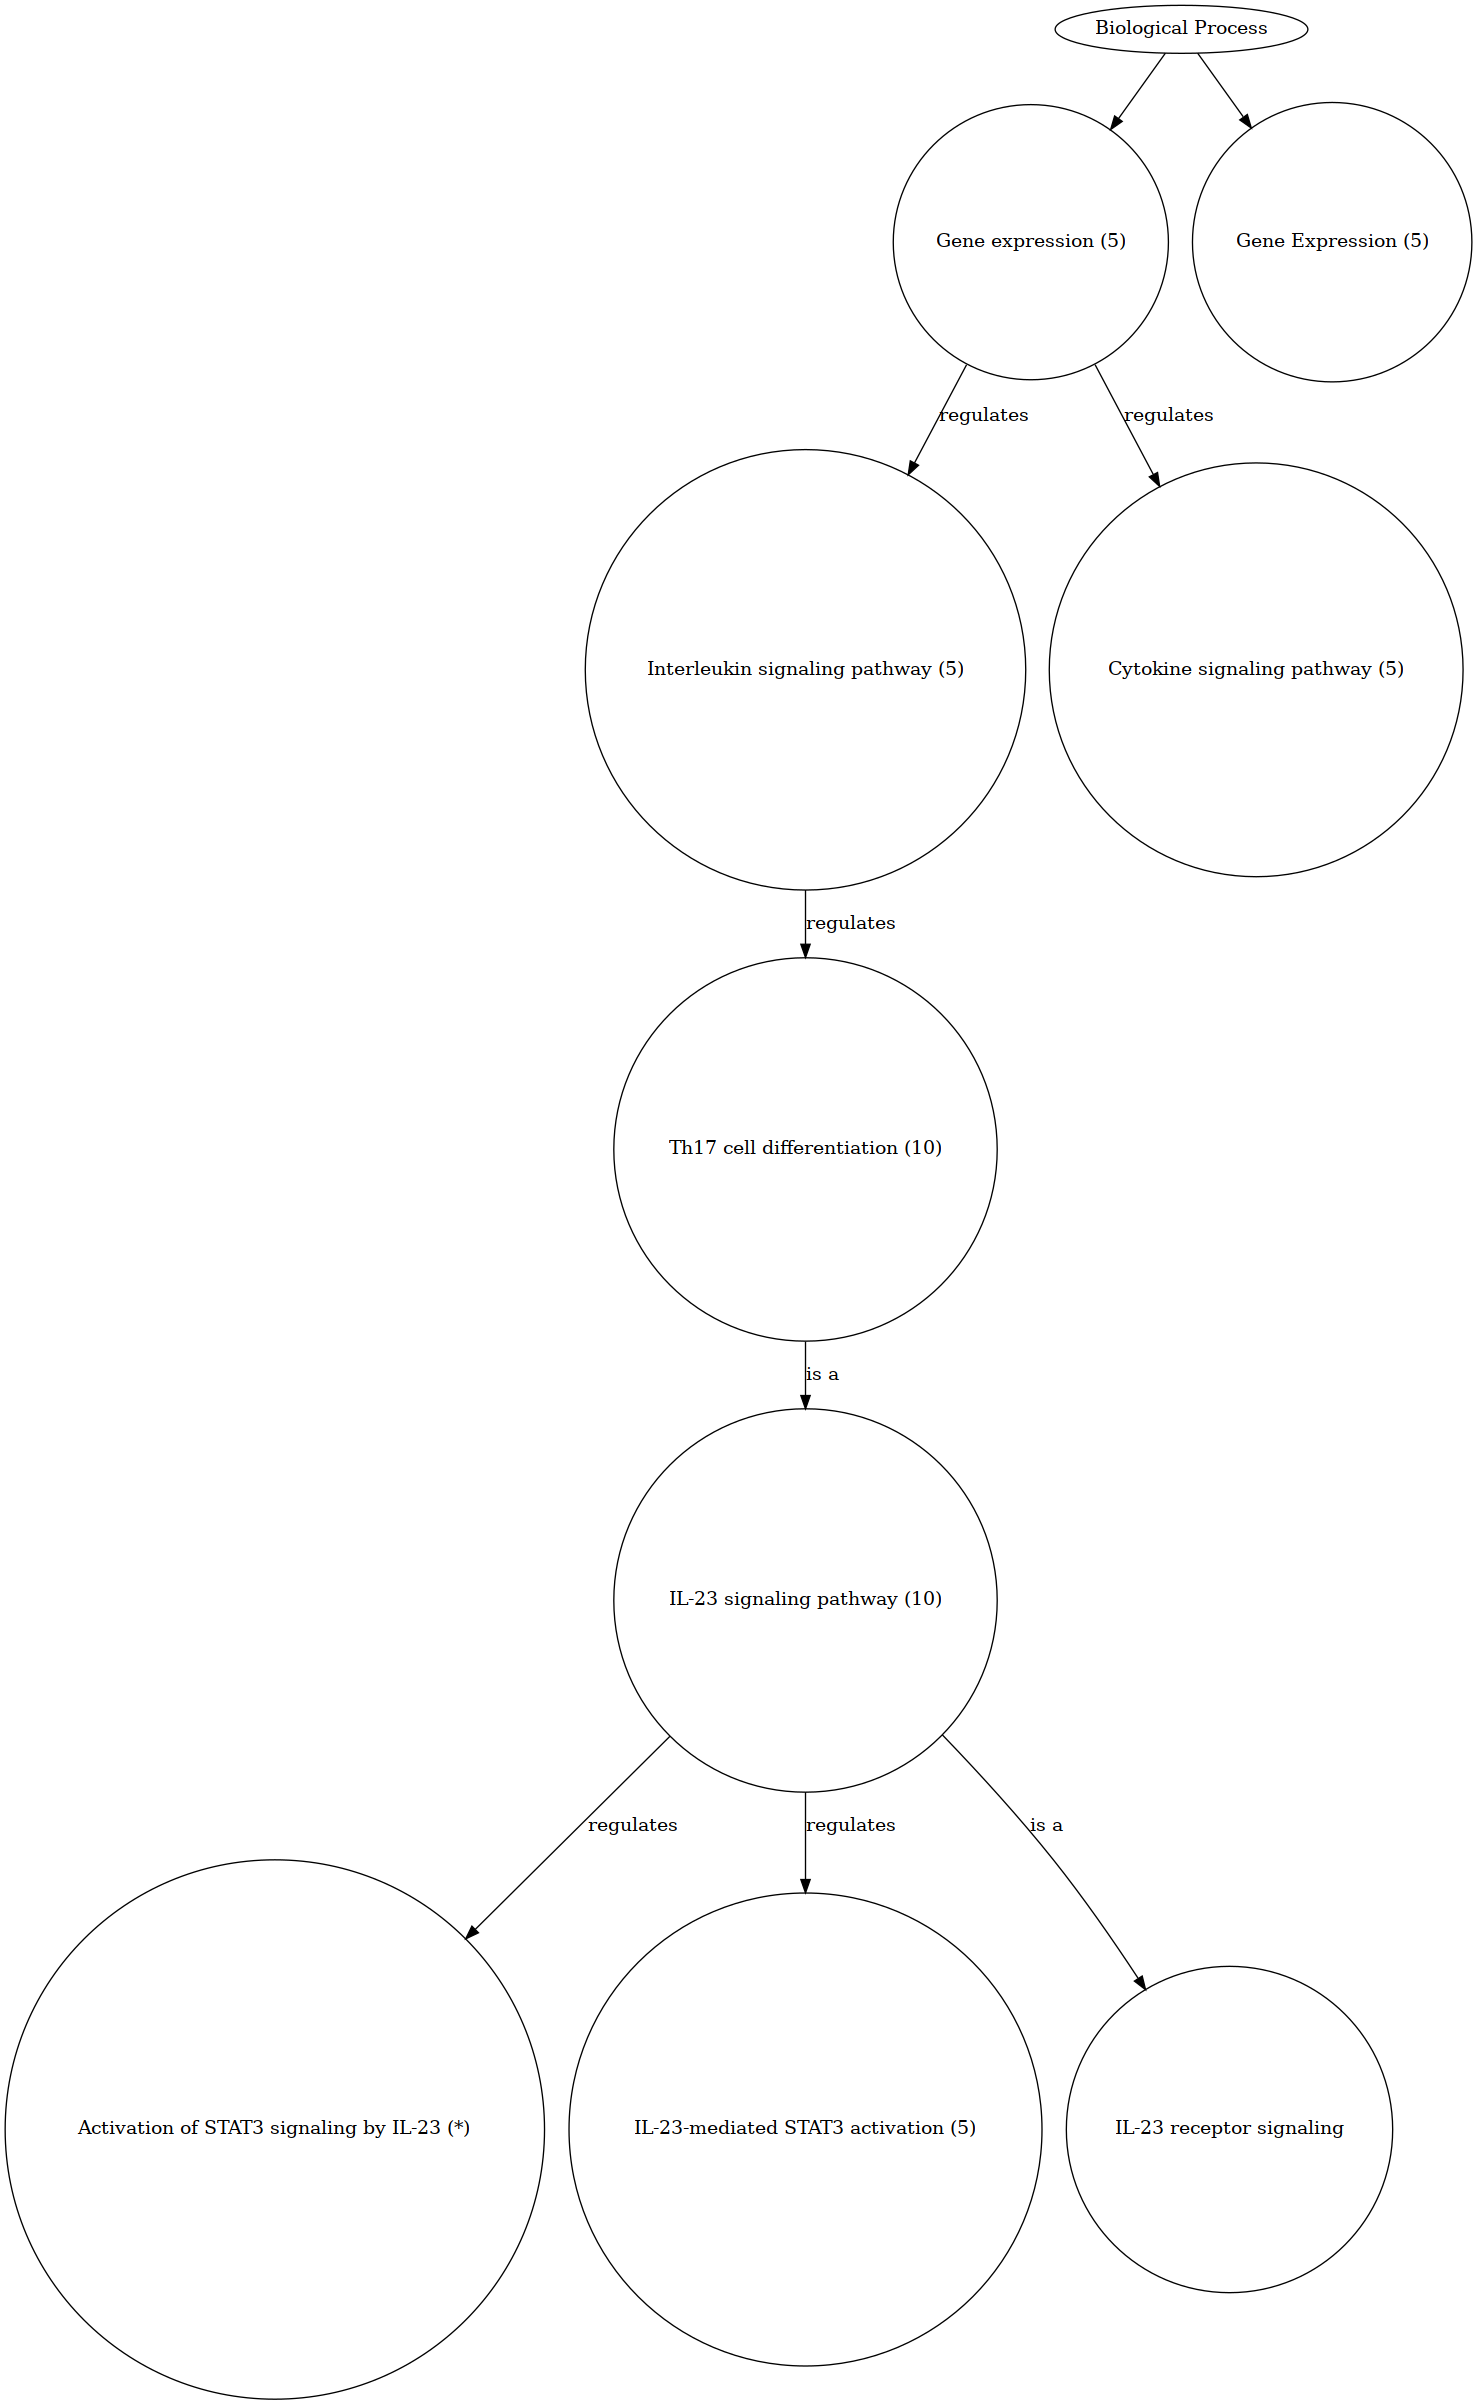 Biological Process
Gene expression (5)
Gene Expression (5)
regulates
regulates
Interleukin signaling pathway (5)
Cytokine signaling pathway (5)
regulates
Th17 cell differentiation (10)
is a
IL-23 signaling pathway (10)
regulates
regulates
is a
Activation of STAT3 signaling by IL-23 (*)
IL-23-mediated STAT3 activation (5)
IL-23 receptor signaling